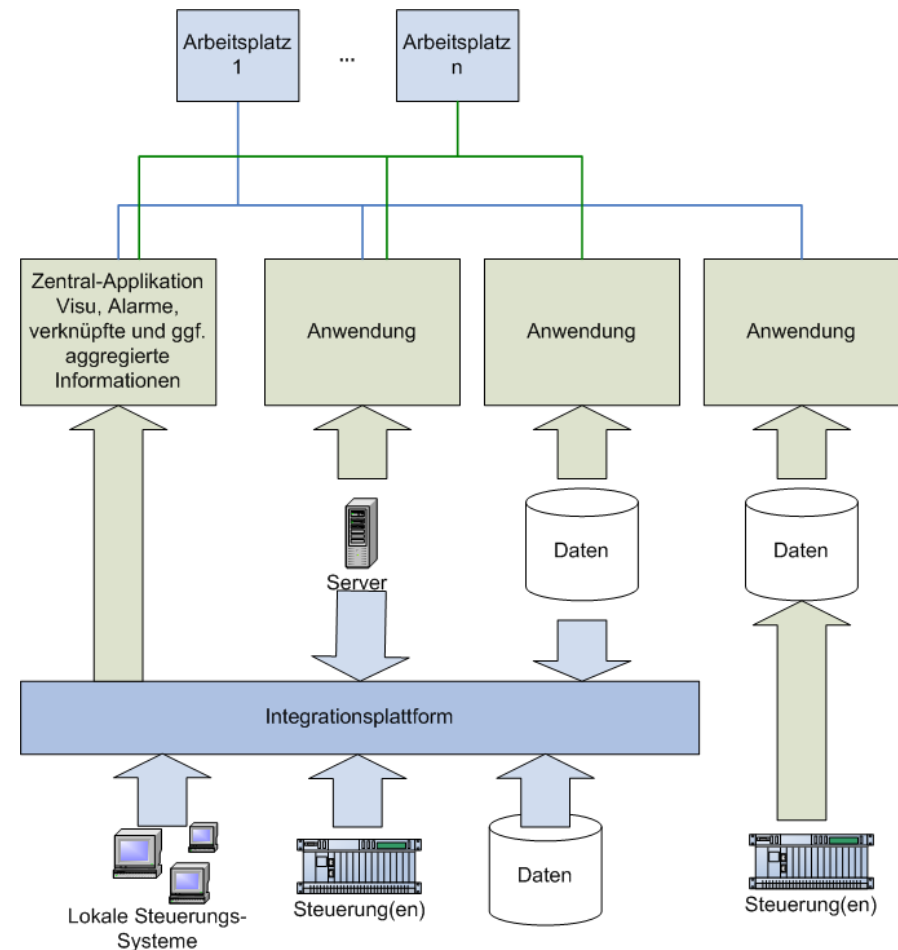 Arbeitsplatz
1
...
Arbeitsplatz
n
Zentral-Applikation
Visu, Alarme,
verknüpfte und ggf.
aggregierte
Informationen
Anwendung
Anwendung
Anwendung
Server
Daten
Daten
Integrationsplattform
Lokale Steuerungs-
Systeme
Steuerung(en)
Daten
Steuerung(en)